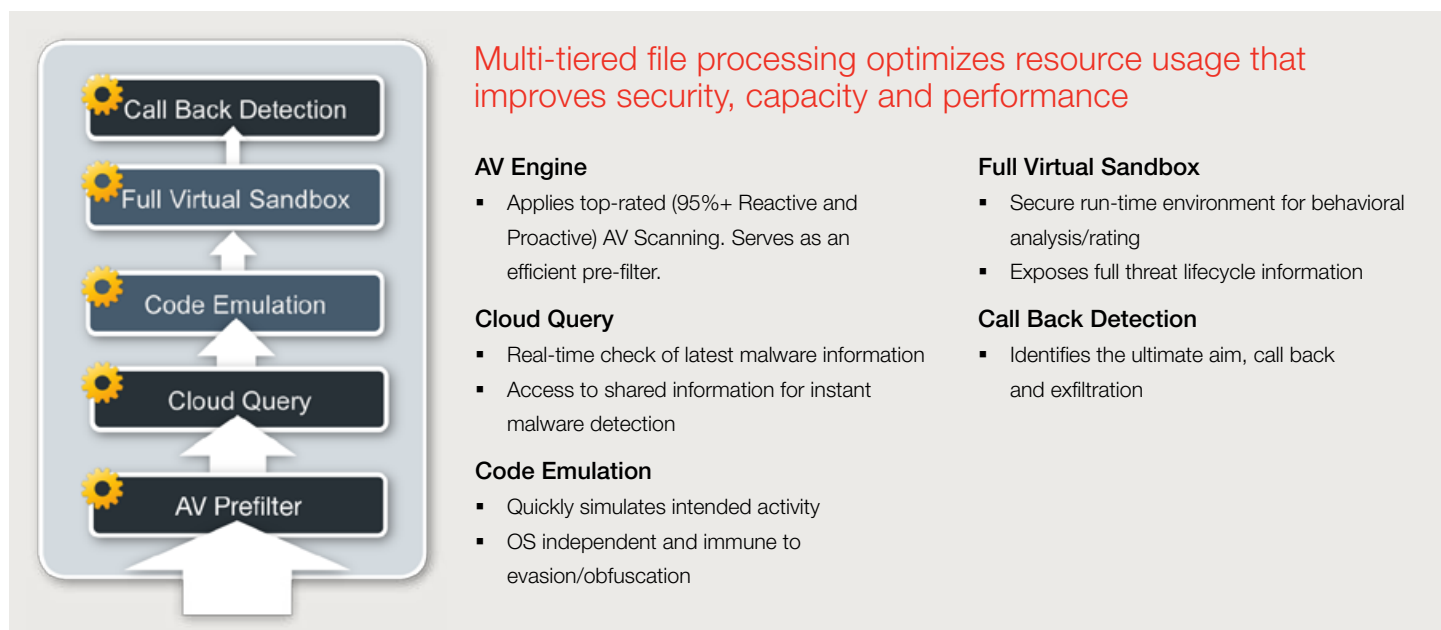 Call Back Detection
Full Virtual Sandbox
Code Emulation
Cloud Query
AV Prefilter
Multi-tiered file processing optimizes resource usage that
improves security, capacity and performance
AV Engine
▪ Applies top-rated (95%+ Reactive and
Proactive) AV Scanning. Serves as an
efficient pre-filter.
Cloud Query
▪ Real-time check of latest malware information
▪ Access to shared information for instant
malware detection
Code Emulation
▪ Quickly simulates intended activity
▪ OS independent and immune to
evasion/obfuscation
Full Virtual Sandbox
▪ Secure run-time environment for behavioral
analysis/rating
▪ Exposes full threat lifecycle information
Call Back Detection
▪ Identifies the ultimate aim, call back
and exfiltration